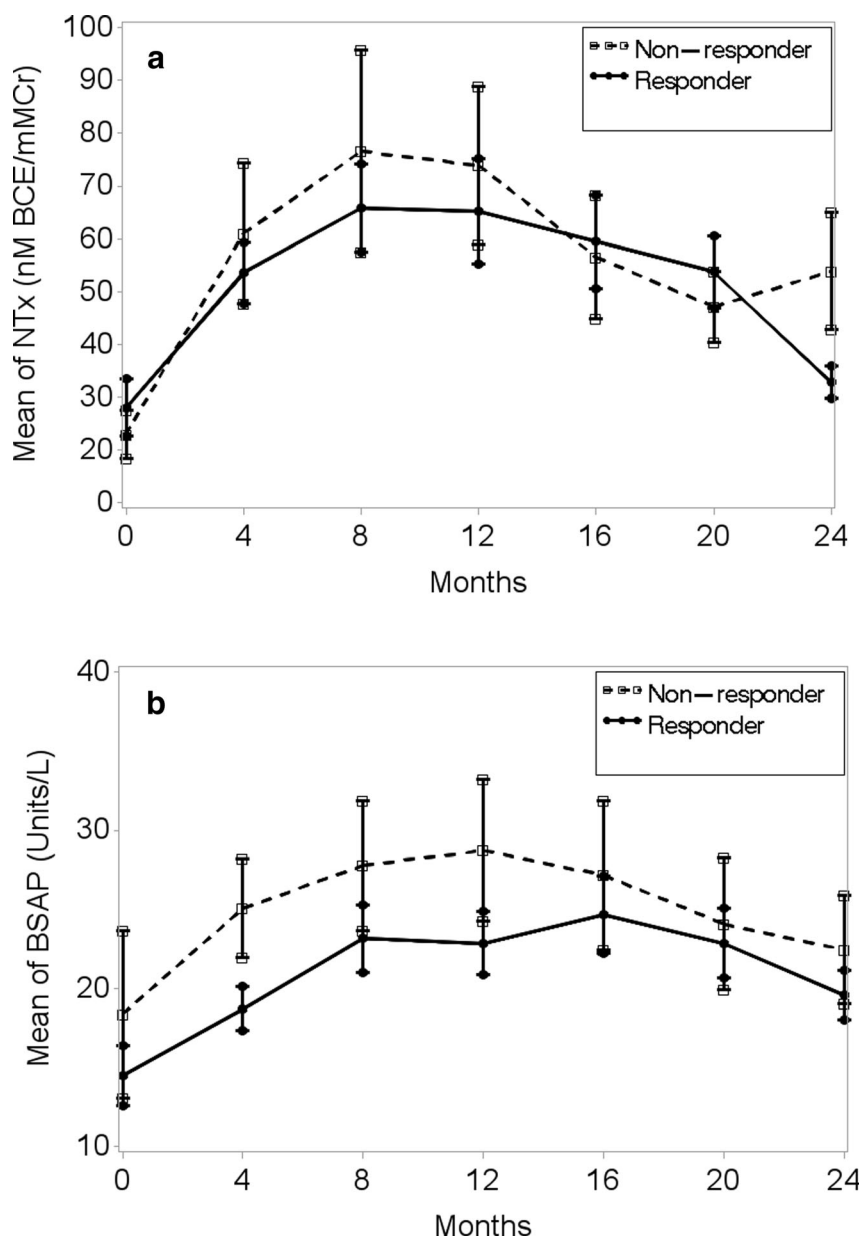 a
Non—responder
Responder
100
90
80
70
60
50
40
30
20
10
0
Mean of NTx (nM BCE/mMCr)
0 4 8 12 16 20 24
Months
b
Non—responder
Responder
40
30
20
10
Mean of BSAP (Units/L)
0 4 8 12 16 20 24
Months